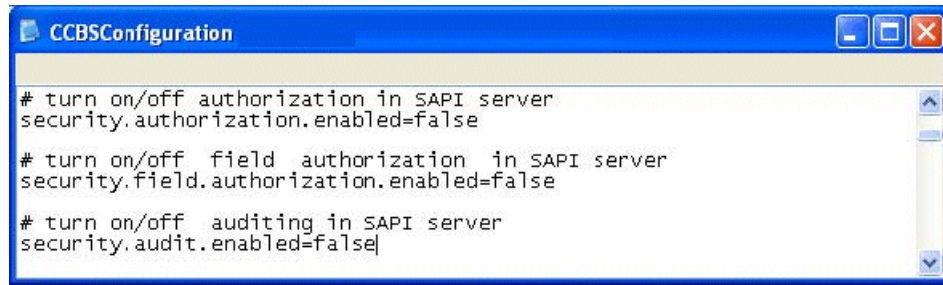 CCBSConfiguration
# turn on/off authorization in SAPI server
security.authorization.enabled=false
# turn on/off  field  authorization  in SAPI server
security.field.authorization.enabled=false
# turn on/off  auditing in SAPI server
security.audit.enabled=false